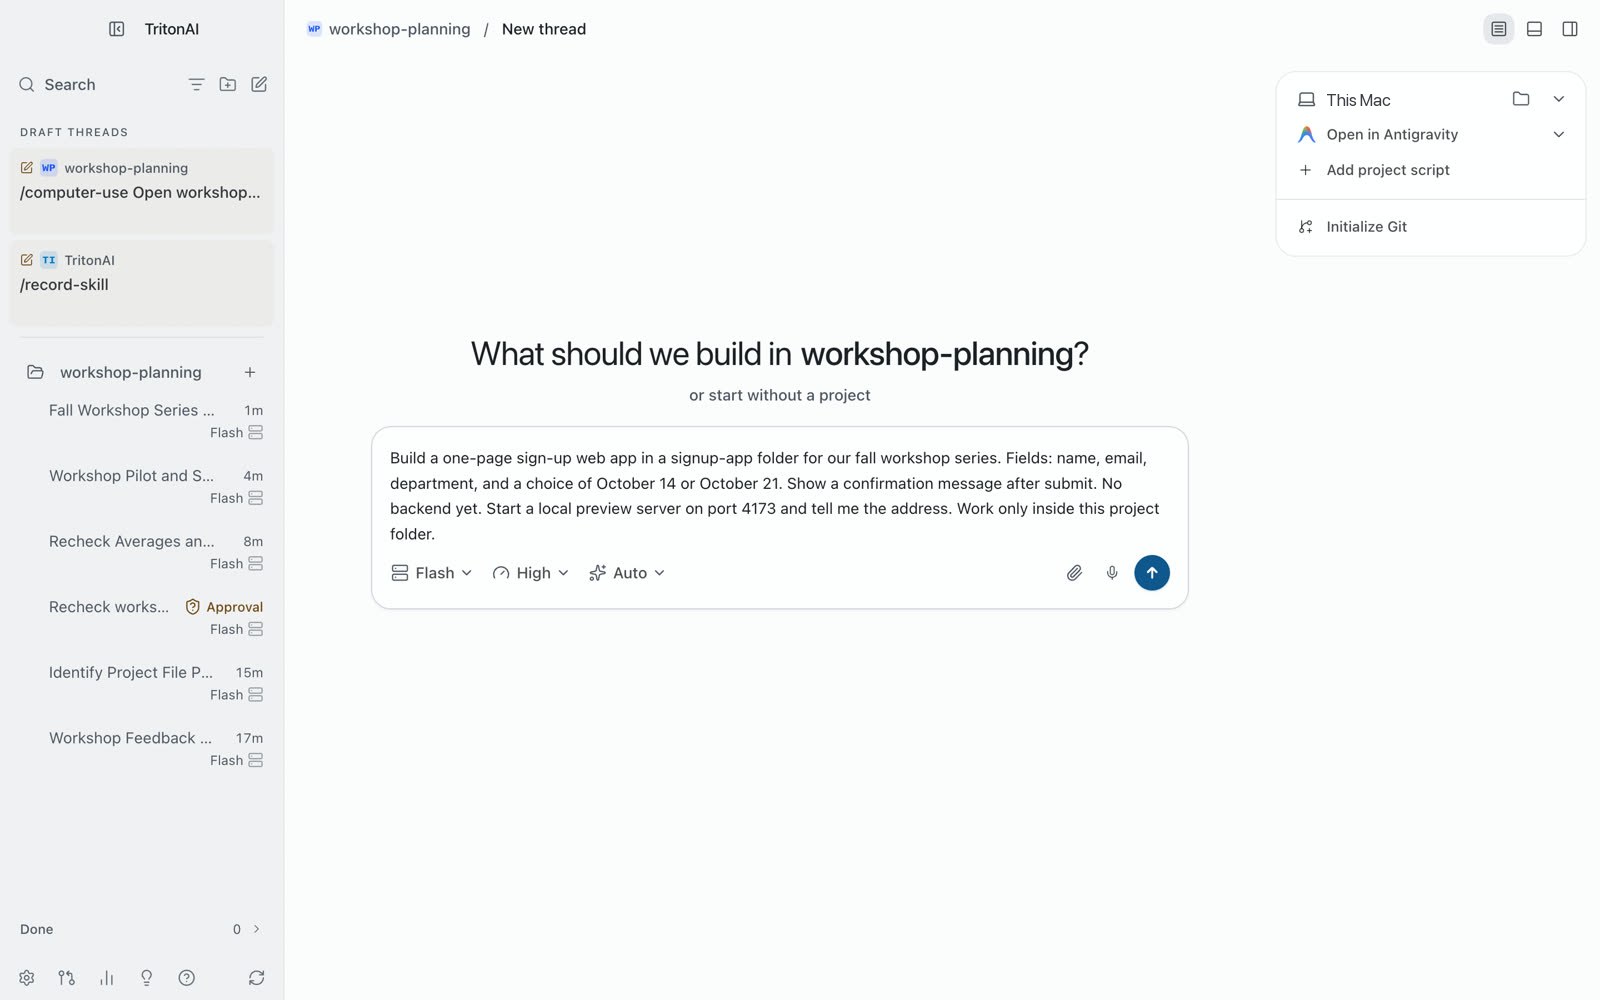 TritonAI
WP workshop-planning / New thread
Search
This Mac
Open in Antigravity
Add project script
Initialize Git
DRAFT THREADS
WP workshop-planning
/computer-use Open workshop...
TI TritonAI
/record-skill
workshop-planning
Fall Workshop Series ... 1m
Flash
Workshop Pilot and S... 4m
Flash
Recheck Averages an... 8m
Flash
Recheck works... Approval
Flash
Identify Project File P... 15m
Flash
Workshop Feedback ... 17m
Flash
Done 0
What should we build in workshop-planning?
or start without a project
Build a one-page sign-up web app in a signup-app folder for our fall workshop series. Fields: name, email,
department, and a choice of October 14 or October 21. Show a confirmation message after submit. No
backend yet. Start a local preview server on port 4173 and tell me the address. Work only inside this project
folder.
Flash High Auto